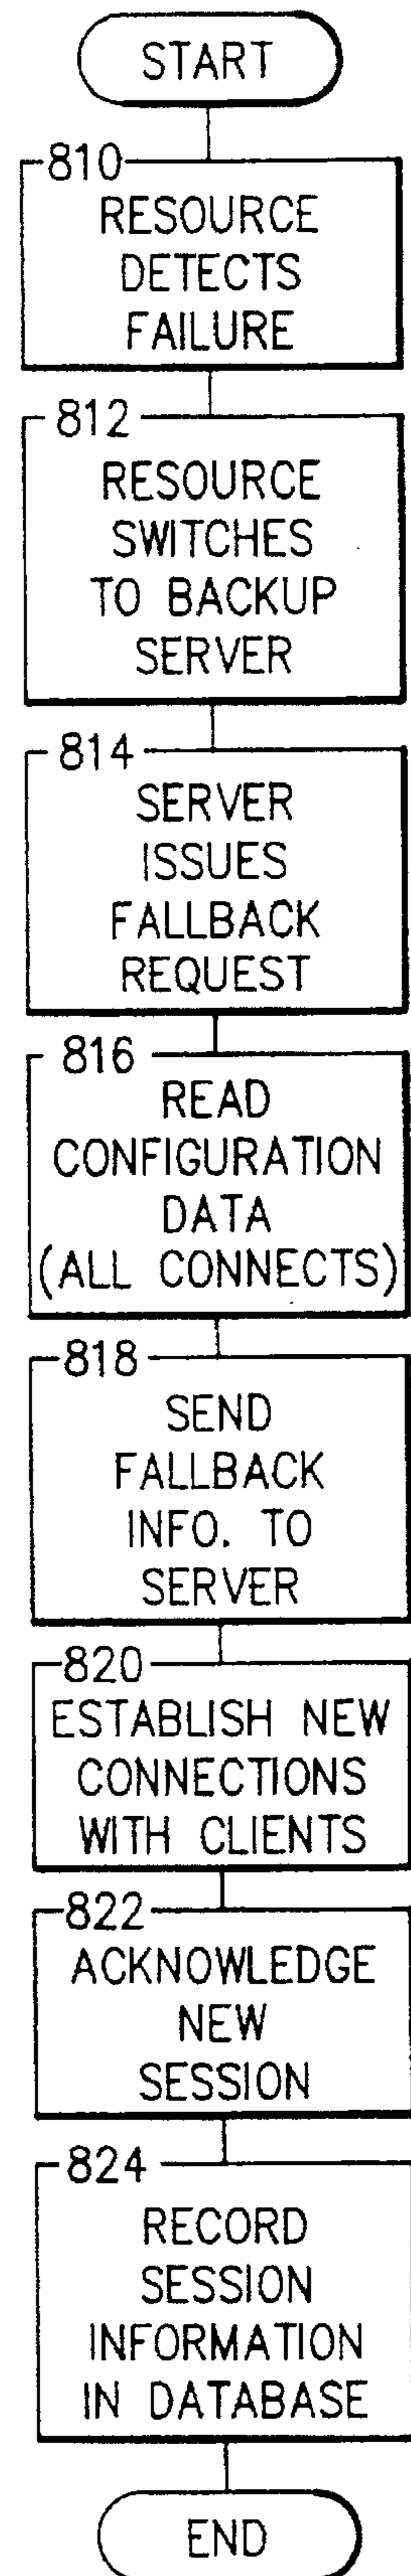 START
810
RESOURCE
DETECTS
FAILURE
812
RESOURCE
SWITCHES
TO BACKUP
SERVER
814
SERVER
ISSUES
FALLBACK
REQUEST
816
READ
CONFIGURATION
DATA
(ALL CONNECTS)
818
SEND
FALLBACK
INFO. TO
SERVER
820
ESTABLISH NEW
CONNECTIONS
WITH CLIENTS
822
ACKNOWLEDGE
NEW
SESSION
824
RECORD
SESSION
INFORMATION
IN DATABASE
END